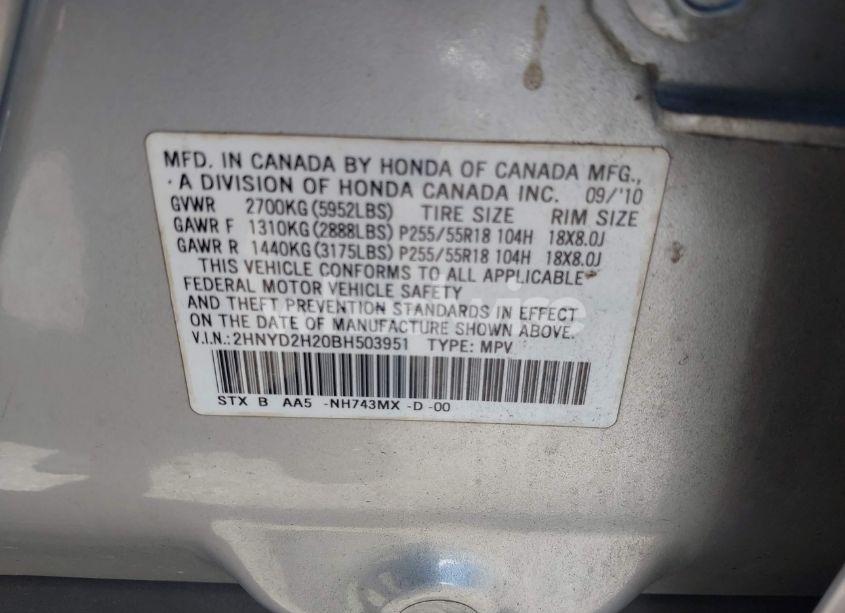 MFD. IN CANADA BY HONDA OF CANADA MFG.,
A DIVISION OF HONDA CANADA INC. 09/'10
GVWR 2700KG(5952LBS) TIRE SIZE RIM SIZE
GAWR F 1310KG(2888LBS) P255/55R18 104H 18X8.0J
GAWR R 1440KG(3175LBS) P255/55R18 104H 18X8.0J
THIS VEHICLE CONFORMS TO ALL APPLICABLE
FEDERAL MOTOR VEHICLE SAFETY
AND THEFT PREVENTION STANDARDS IN EFFECT
ON THE DATE OF MANUFACTURE SHOWN ABOVE.
V.I.N.:2HNYD2H20BH503951 TYPE: MPV
STX B AA5 -NH743MX -D -00